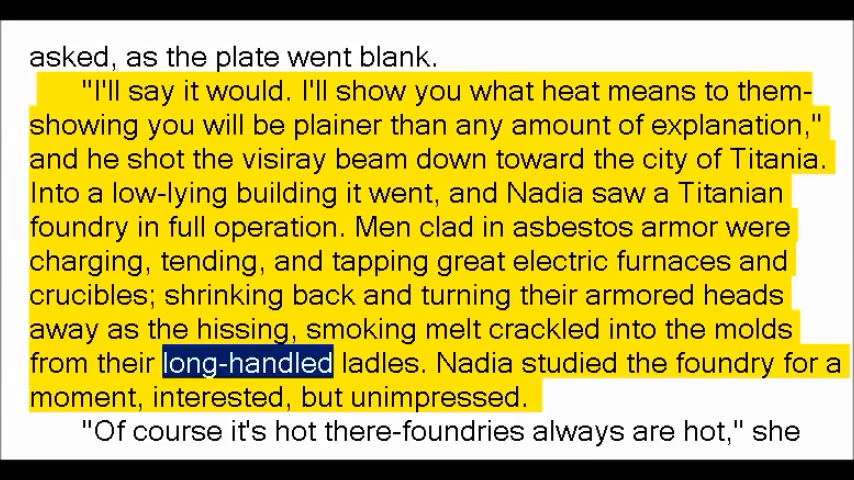 asked, as the plate went blank.
"I'll say it would. I'll show you what heat means to them-
showing you will be plainer than any amount of explanation,"
and he shot the visiray beam down toward the city of Titania.
Into a low-lying building it went, and Nadia saw a Titanian
foundry in full operation. Men clad in asbestos armor were
charging, tending, and tapping great electric furnaces and
crucibles; shrinking back and turning their armored heads
away as the hissing, smoking melt crackled into the molds
from their long-handled ladles. Nadia studied the foundry for a
moment, interested, but unimpressed.
"Of course it's hot there-foundries always are hot," she